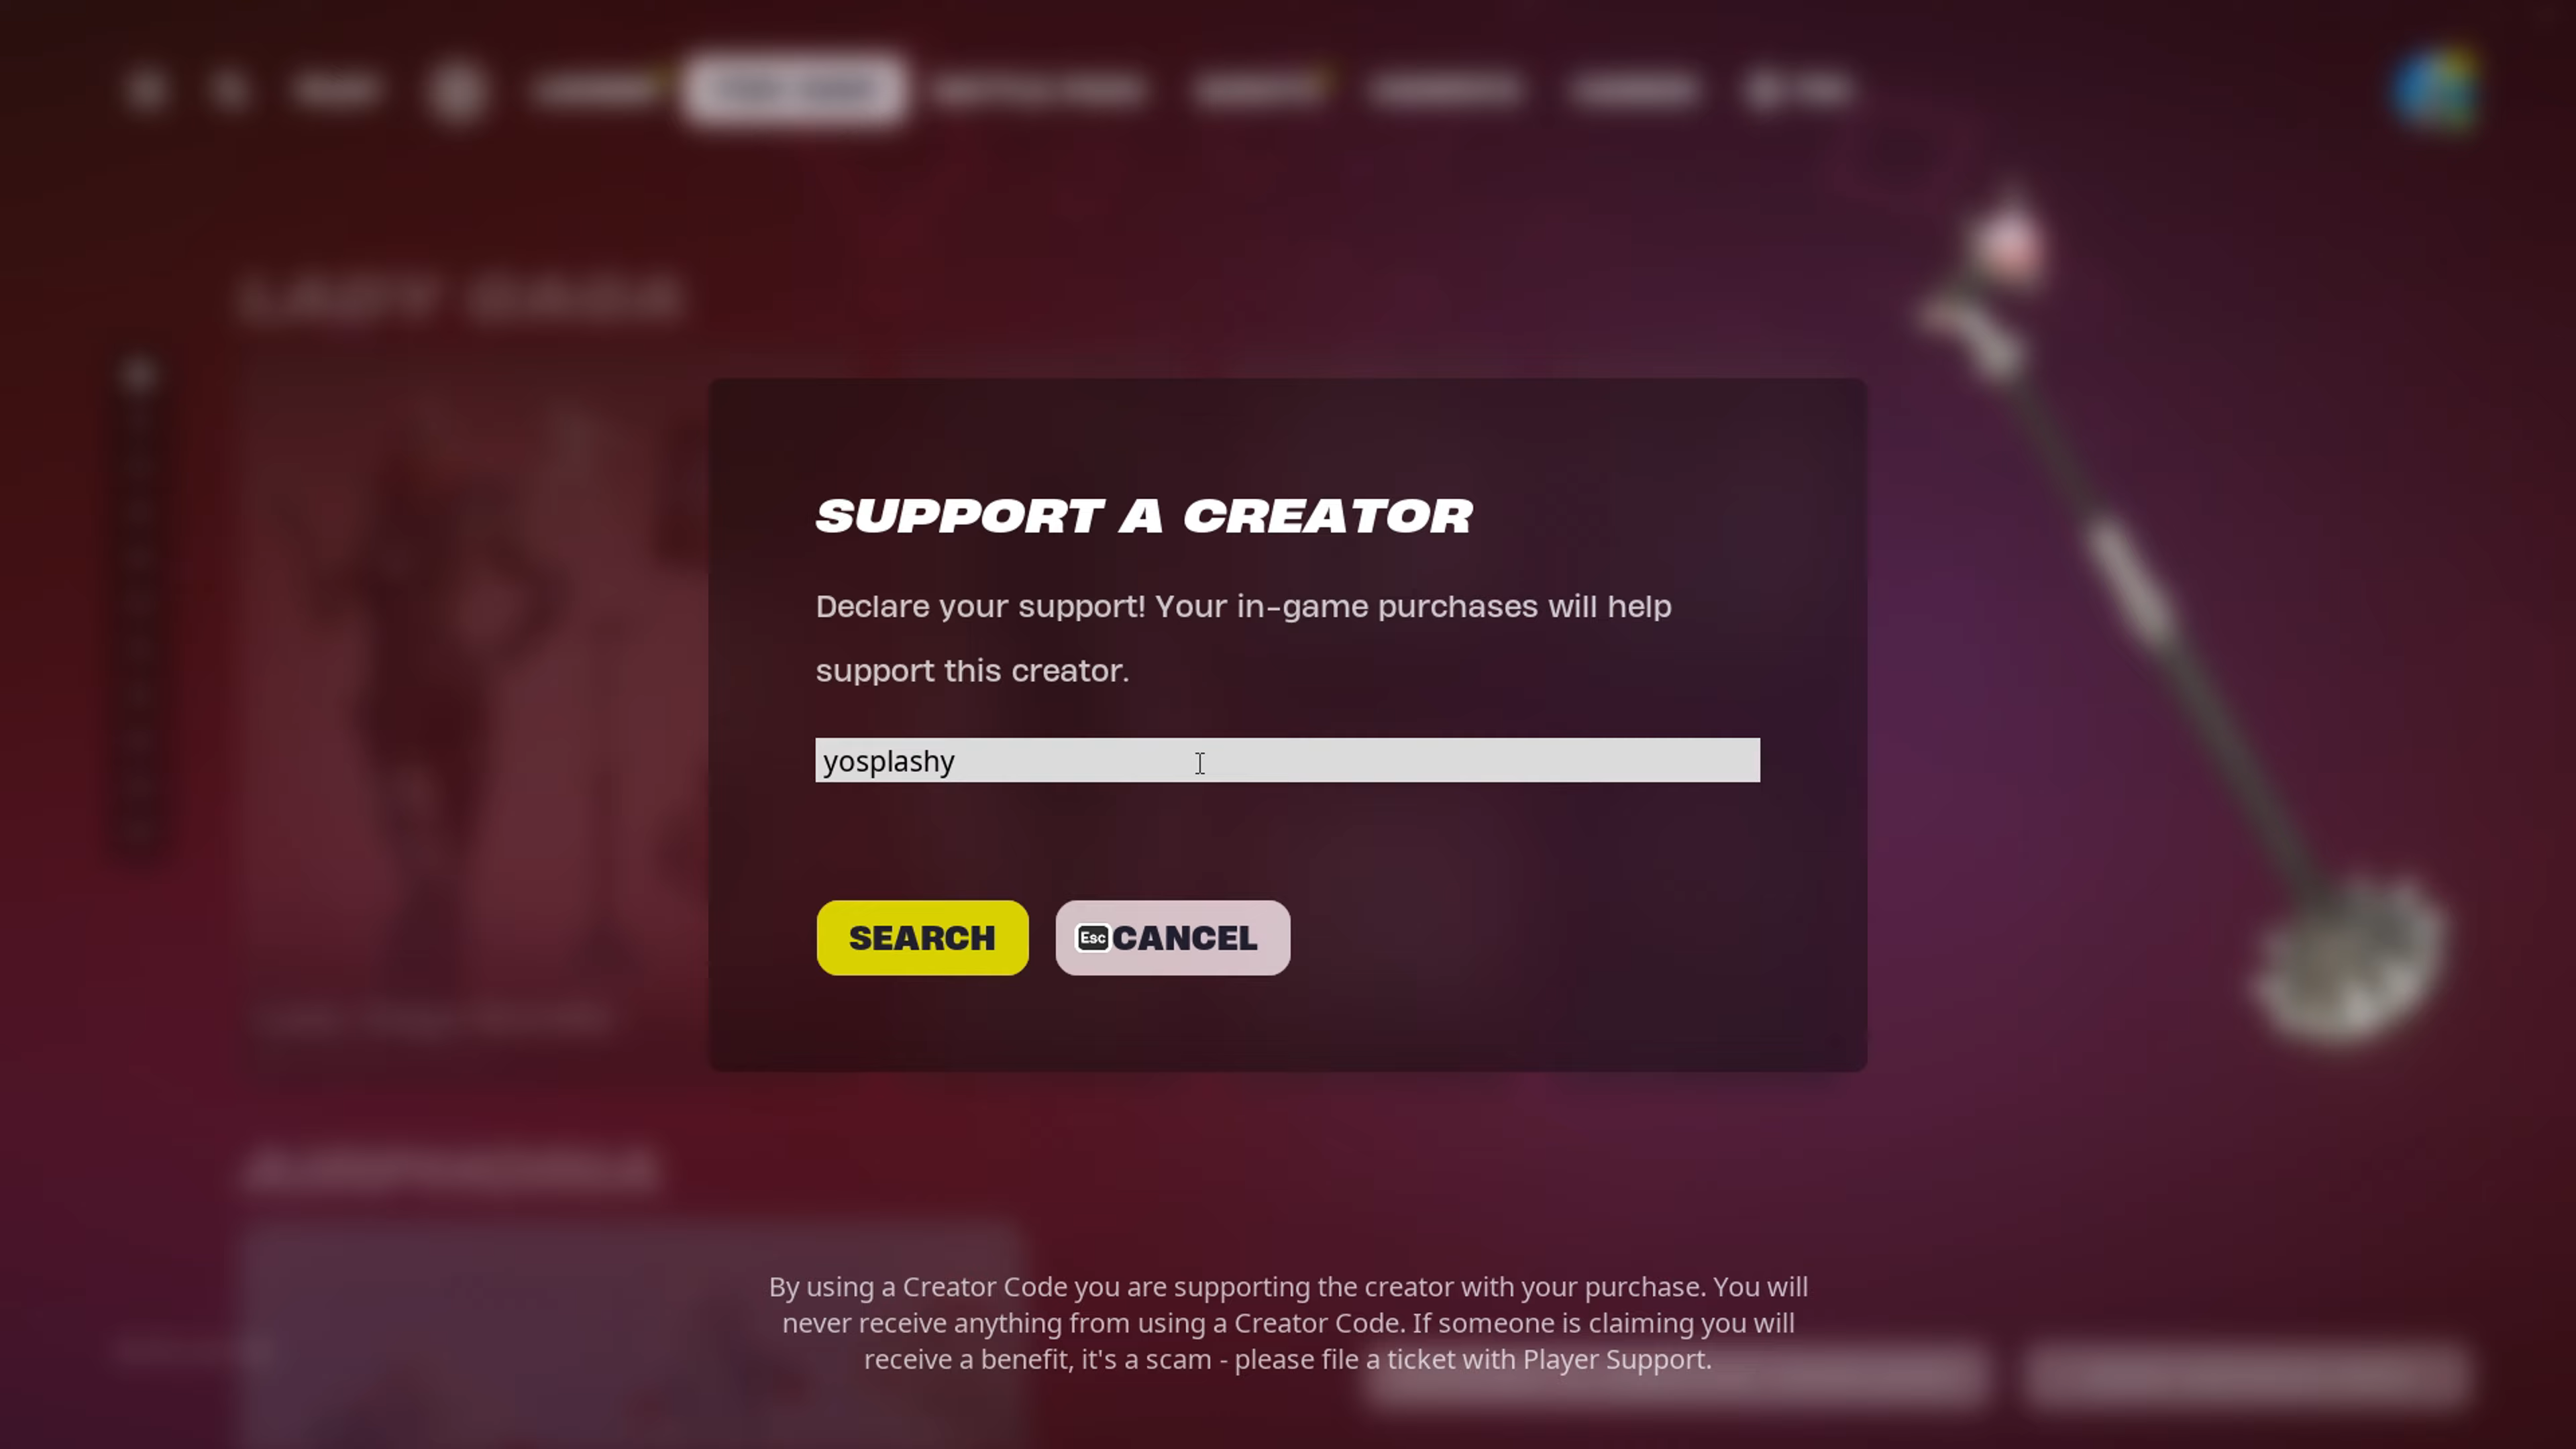 LADY GAGA
SUPPORT A CREATOR
Declare your support! Your in-game purchases will help
support this creator.
yosplashy
SEARCH
Esc CANCEL
By using a Creator Code you are supporting the creator with your purchase. You will
never receive anything from using a Creator Code. If someone is claiming you will
receive a benefit, it's a scam - please file a ticket with Player Support.